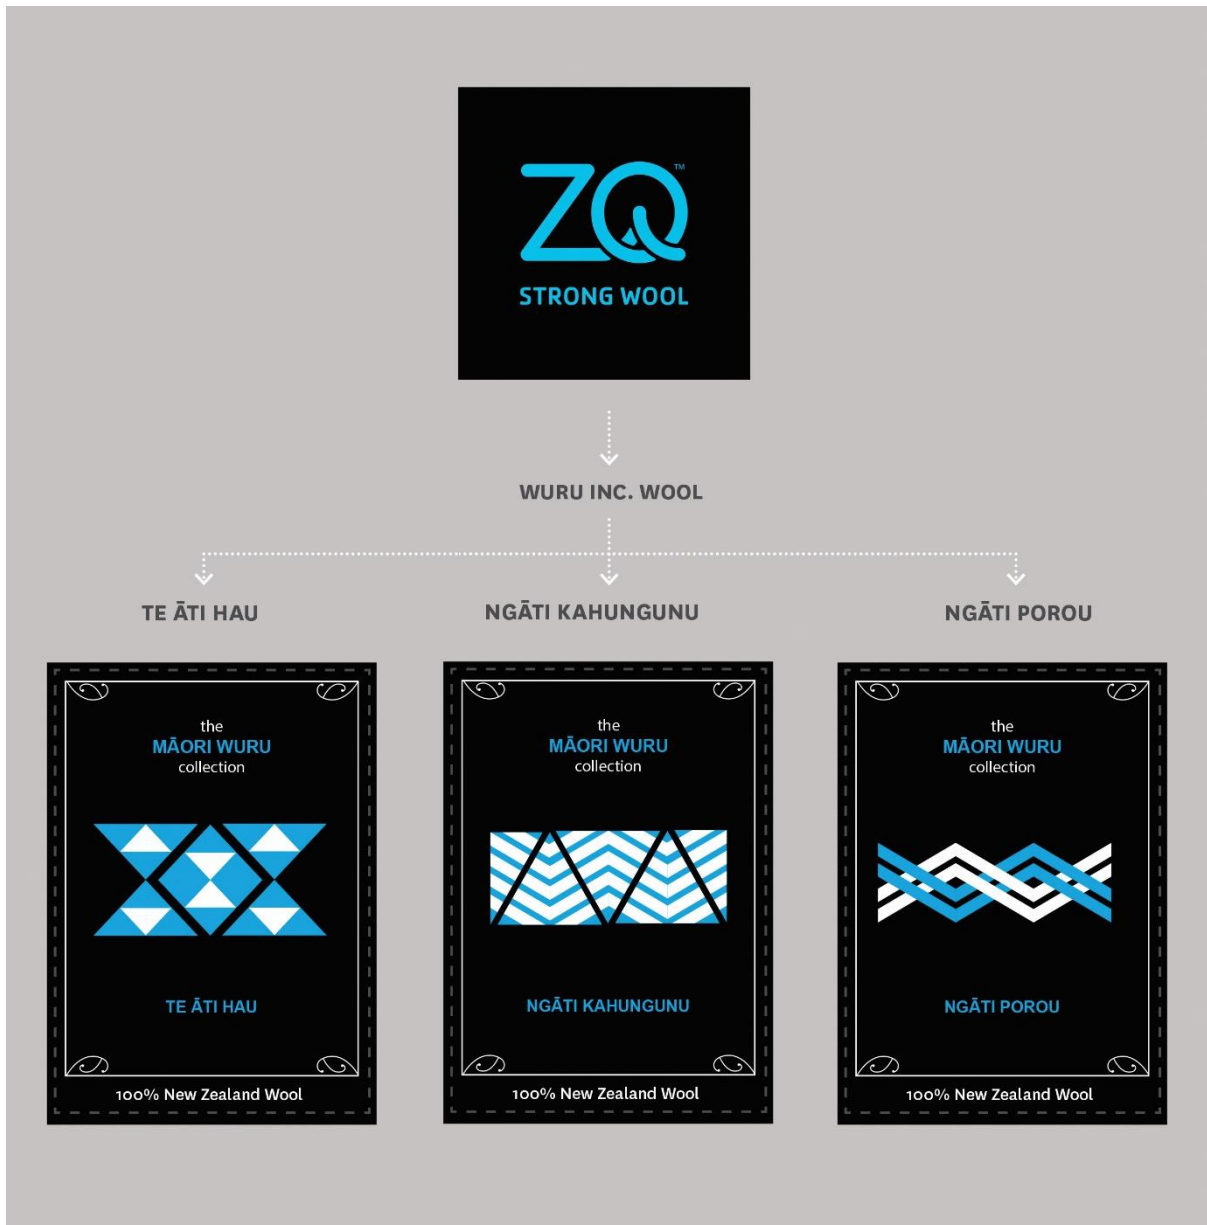 ZQ™
STRONG WOOL
WURU INC. WOOL
TE ĀTI HAU
NGĀTI KAHUNGUNU
NGĀTI POROU
the
MĀORI WURU
collection
TE ĀTI HAU
100% New Zealand Wool
the
MĀORI WURU
collection
NGĀTI KAHUNGUNU
100% New Zealand Wool
the
MĀORI WURU
collection
NGĀTI POROU
100% New Zealand Wool